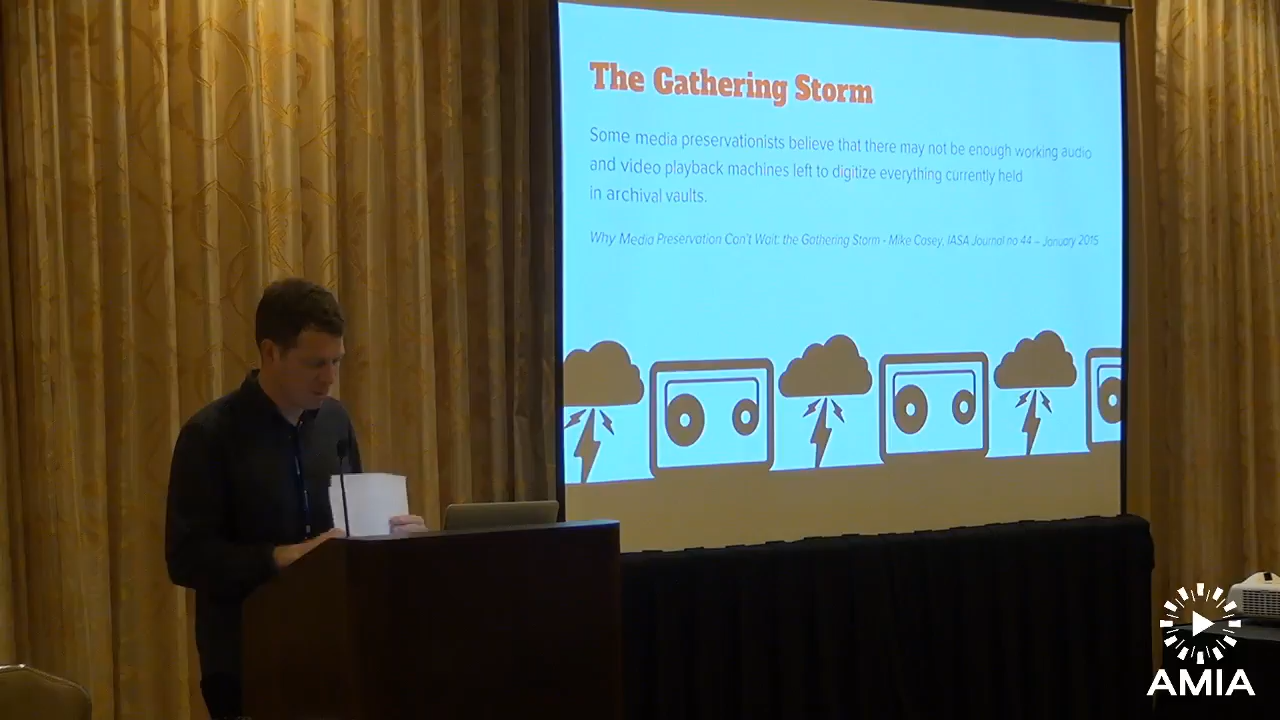 The Gathering Storm
Some media preservationists believe that there may not be enough working audio
and video playback machines left to digitize everything currently held
in archival vaults.
Why Media Preservation Can't Wait: the Gathering Storm - Mike Casey, IASA Journal no 44 – January 2015
AMIA